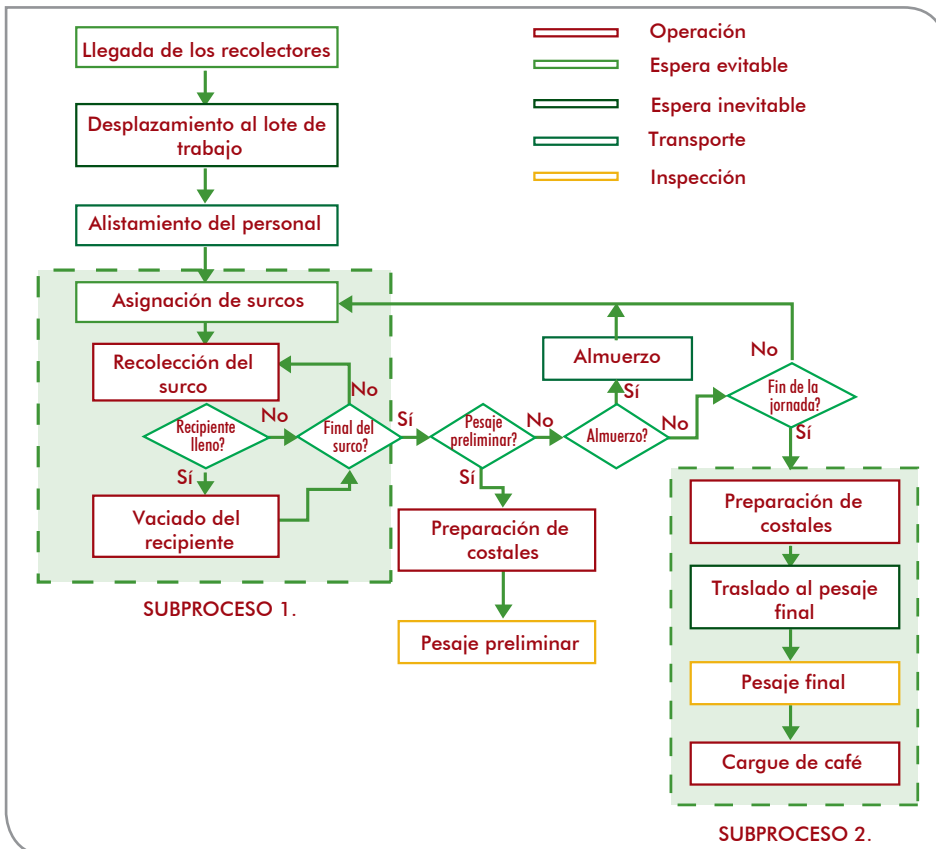 Llegada de los recolectores
Desplazamiento al lote de
trabajo
Alistamiento del personal
Asignación de surcos
Recolección del
surco
Recipiente
lleno?
No
Sí
Vaciado del
recipiente
Final del
surco?
No
Sí
SUBPROCESO 1.
Pesaje
preliminar?
No
Sí
Preparación de
costales
Pesaje preliminar
Almuerzo?
Sí
No
Almuerzo
Fin de la
jornada?
No
Sí
Preparación de
costales
Traslado al pesaje
final
Pesaje final
Cargue de café
SUBPROCESO 2.
Operación
Espera evitable
Espera inevitable
Transporte
Inspección